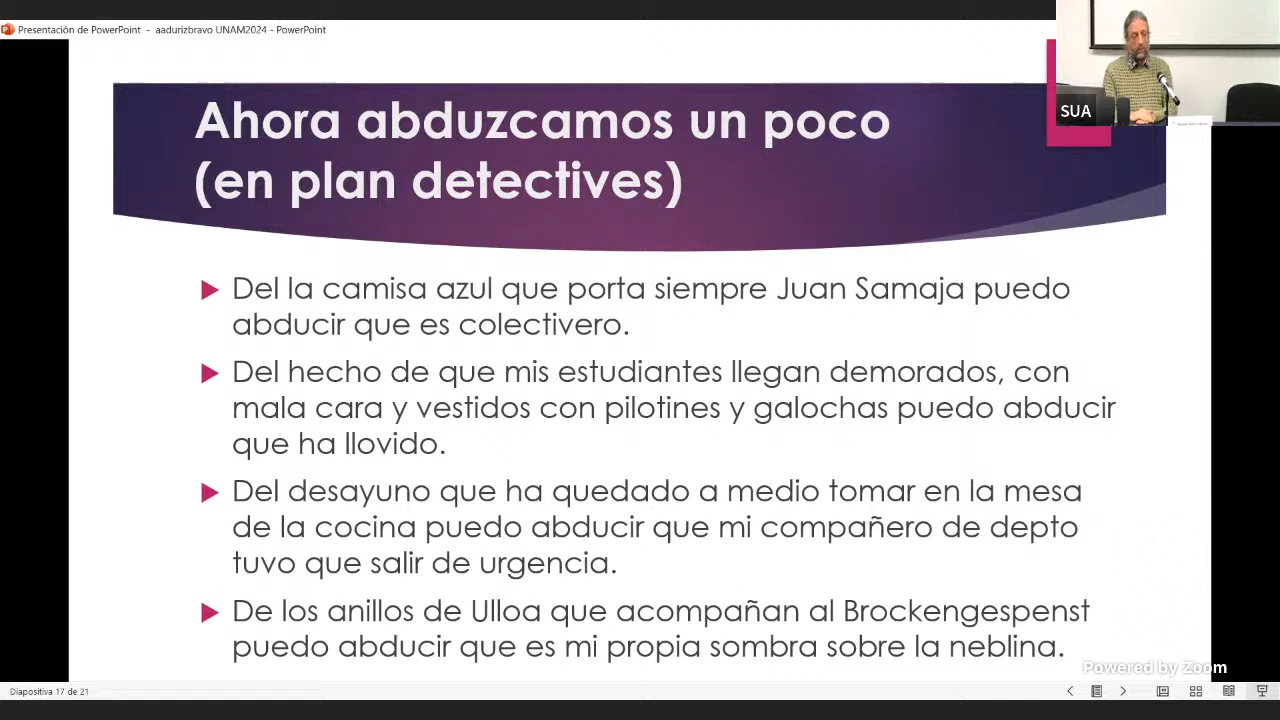 Presentación de PowerPoint - aadurizbravo UNAM2024 - PowerPoint
SUA
Ahora abduzcamos un poco
(en plan detectives)
Del la camisa azul que porta siempre Juan Samaja puedo
abducir que es colectivero.
Del hecho de que mis estudiantes llegan demorados, con
mala cara y vestidos con pilotines y galochas puedo abducir
que ha llovido.
Del desayuno que ha quedado a medio tomar en la mesa
de la cocina puedo abducir que mi compañero de depto
tuvo que salir de urgencia.
De los anillos de Ulloa que acompañan al Brockengespenst
puedo abducir que es mi propia sombra sobre la neblina.
Powered by Zoom
Diapositiva 17 de 21